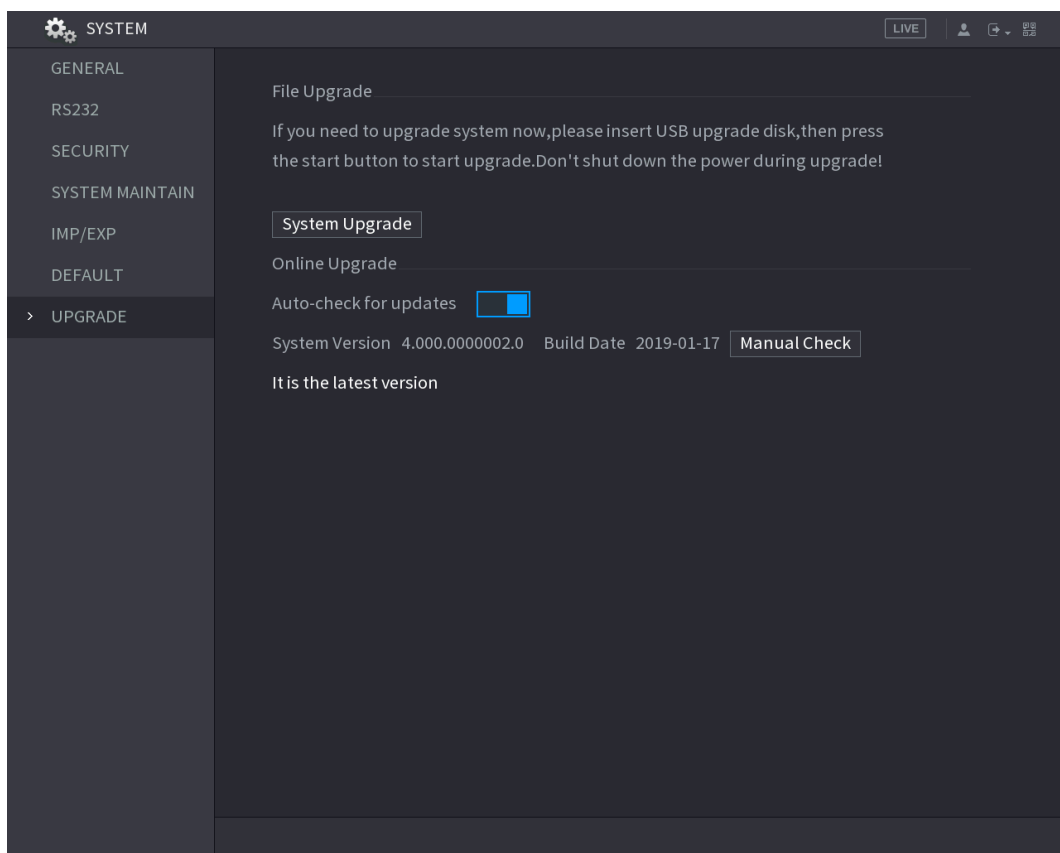 SYSTEM
LIVE
GENERAL
RS232
SECURITY
SYSTEM MAINTAIN
IMP/EXP
DEFAULT
UPGRADE
File Upgrade
If you need to upgrade system now,please insert USB upgrade disk,then press
the start button to start upgrade.Don't shut down the power during upgrade!
System Upgrade
Online Upgrade
Auto-check for updates
System Version 4.000.0000002.0 Build Date 2019-01-17 Manual Check
It is the latest version